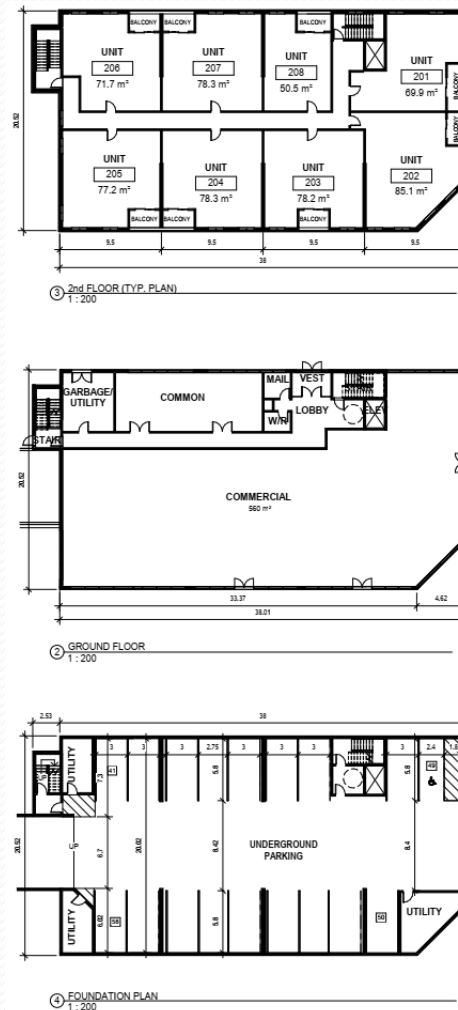 BALCONY
BALCONY
BALCONY
UNIT
206
71.7 m²
UNIT
207
78.3 m²
UNIT
208
50.5 m²
UNIT
201
69.9 m²
BALCONY
BALCONY
20.52
UNIT
205
77.2 m²
UNIT
204
78.3 m²
UNIT
203
78.2 m²
UNIT
202
85.1 m²
BALCONY
BALCONY
BALCONY
9.5
9.5
9.5
9.5
38
3
2nd FLOOR (TYP. PLAN)
1 : 200
GARBAGE/
UTILITY
COMMON
MAIL
VEST
LOBBY
W/R
ELE
STAIR
20.52
COMMERCIAL
560 m²
33.37
4.62
38.01
2
GROUND FLOOR
1 : 200
2.53
38
UTILITY
3
3
3
2.75
3
3
3
3
2.4
1.8
41
49
7.3
5.8
5.8
20.52
6.7
20.02
8.42
UNDERGROUND
PARKING
8.4
UTILITY
6.82
58
5.8
50
UTILITY
4
FOUNDATION PLAN
1 : 200